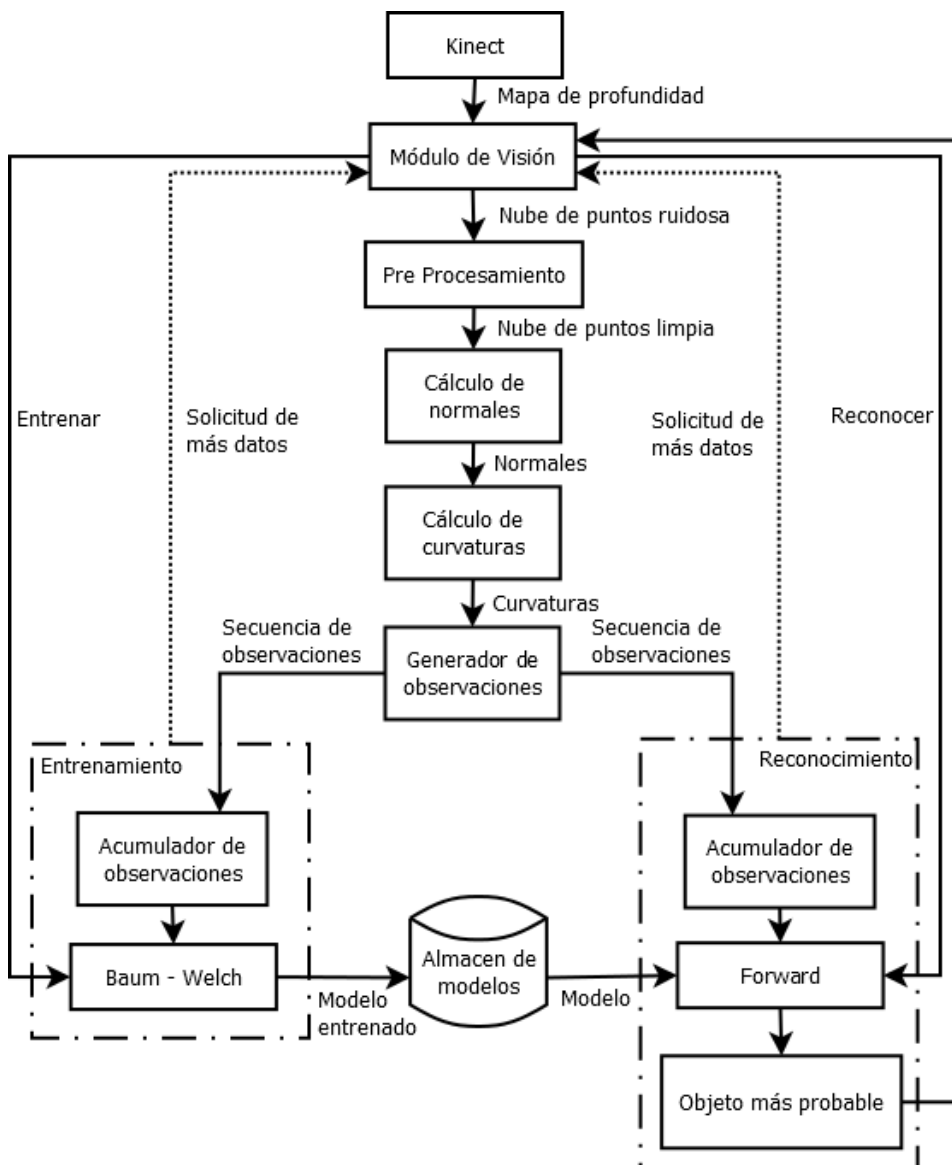 Kinect
Mapa de profundidad
Módulo de Visión
Nube de puntos ruidosa
Pre Procesamiento
Nube de puntos limpia
Cálculo de
normales
Entrenar
Solicitud de
más datos
Solicitud de
más datos
Reconocer
Normales
Cálculo de
curvaturas
Curvaturas
Secuencia de
observaciones
Generador de
observaciones
Secuencia de
observaciones
Entrenamiento
Reconocimiento
Acumulador de
observaciones
Acumulador de
observaciones
Baum - Welch
Modelo
entrenado
Almacen de
modelos
Modelo
Forward
Objeto más probable